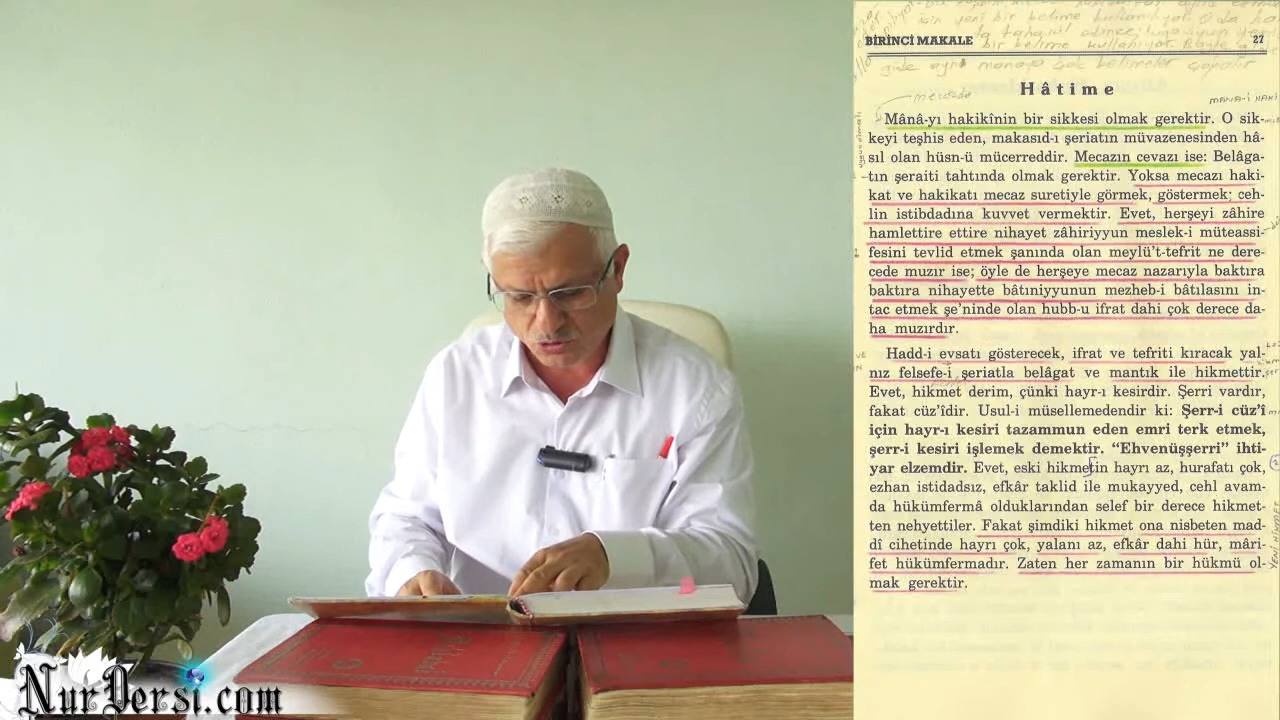 için yeni bir kelime kullanmıyor. O da
BİRİNCİ MAKALE 27
Hâtime
mecazda
MANA-İ
Mânâ-yı hakikînin bir sikkesi olmak gerektir. O sik-
keyi teşhis eden, makasıd-ı şeriatın müvazenesinden hâ-
sıl olan hüsn-ü mücerreddir. Mecazın cevazı ise: Belâga-
tın şeraiti tahtında olmak gerektir. Yoksa mecazı haki-
kat ve hakikatı mecaz suretiyle görmek, göstermek; ceh-
lin istibdadına kuvvet vermektir. Evet, herşeyi zâhire
hamlettire ettire nihayet zâhiriyyun meslek-i müteassi-
fesini tevlid etmek şanında olan meylü't-tefrit ne dere-
cede muzır ise; öyle de herşeye mecaz nazarıyla baktıra
baktıra nihayette bâtıniyyunun mezheb-i bâtılasını in-
tac etmek şe'ninde olan hubb-u ifrat dahi çok derece da-
ha muzırdır.
Hadd-i evsatı gösterecek, ifrat ve tefriti kıracak yal-
nız felsefe-i şeriatla belâgat ve mantık ile hikmettir.
Evet, hikmet derim, çünki hayr-ı kesirdir. Şerri vardır,
fakat cüz'îdir. Usul-i müsellemedendir ki: Şerr-i cüz'î
için hayr-ı kesiri tazammun eden emri terk etmek,
şerr-i kesiri işlemek demektir. "Ehvenüşşerri" ihti-
yar elzemdir. Evet, eski hikmetin hayrı az, hurafatı çok,
ezhan istidadsız, efkâr taklid ile mukayyed, cehl avam-
da hükümfermâ olduklarından selef bir derece hikmet-
ten nehyettiler. Fakat şimdiki hikmet ona nisbeten mad-
dî cihetinde hayrı çok, yalanı az, efkâr dahi hür, mâri-
fet hükümfermadır. Zaten her zamanın bir hükmü ol-
mak gerektir.
NurDersi.com